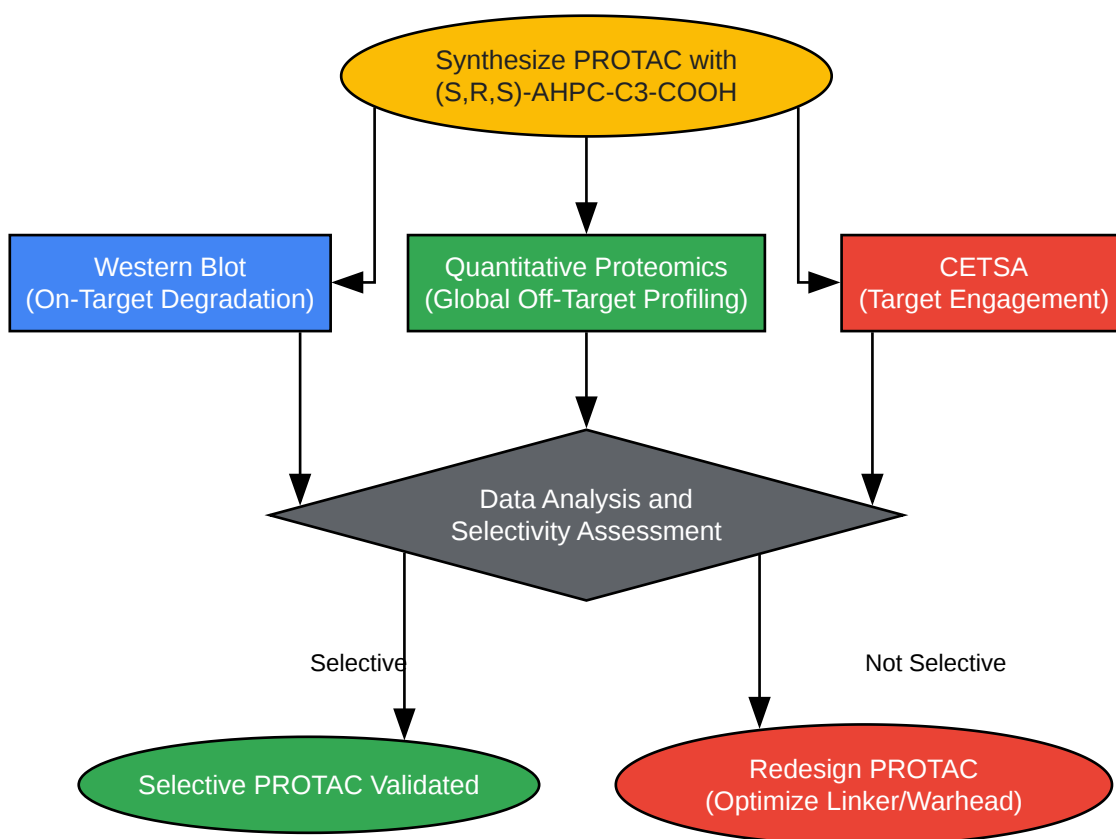 Synthesize PROTAC with
(S,R,S)-AHPC-C3-COOH
Western Blot
(On-Target Degradation)
Quantitative Proteomics
(Global Off-Target Profiling)
CETSA
(Target Engagement)
Data Analysis and
Selectivity Assessment
Selective
Not Selective
Selective PROTAC Validated
Redesign PROTAC
(Optimize Linker/Warhead)